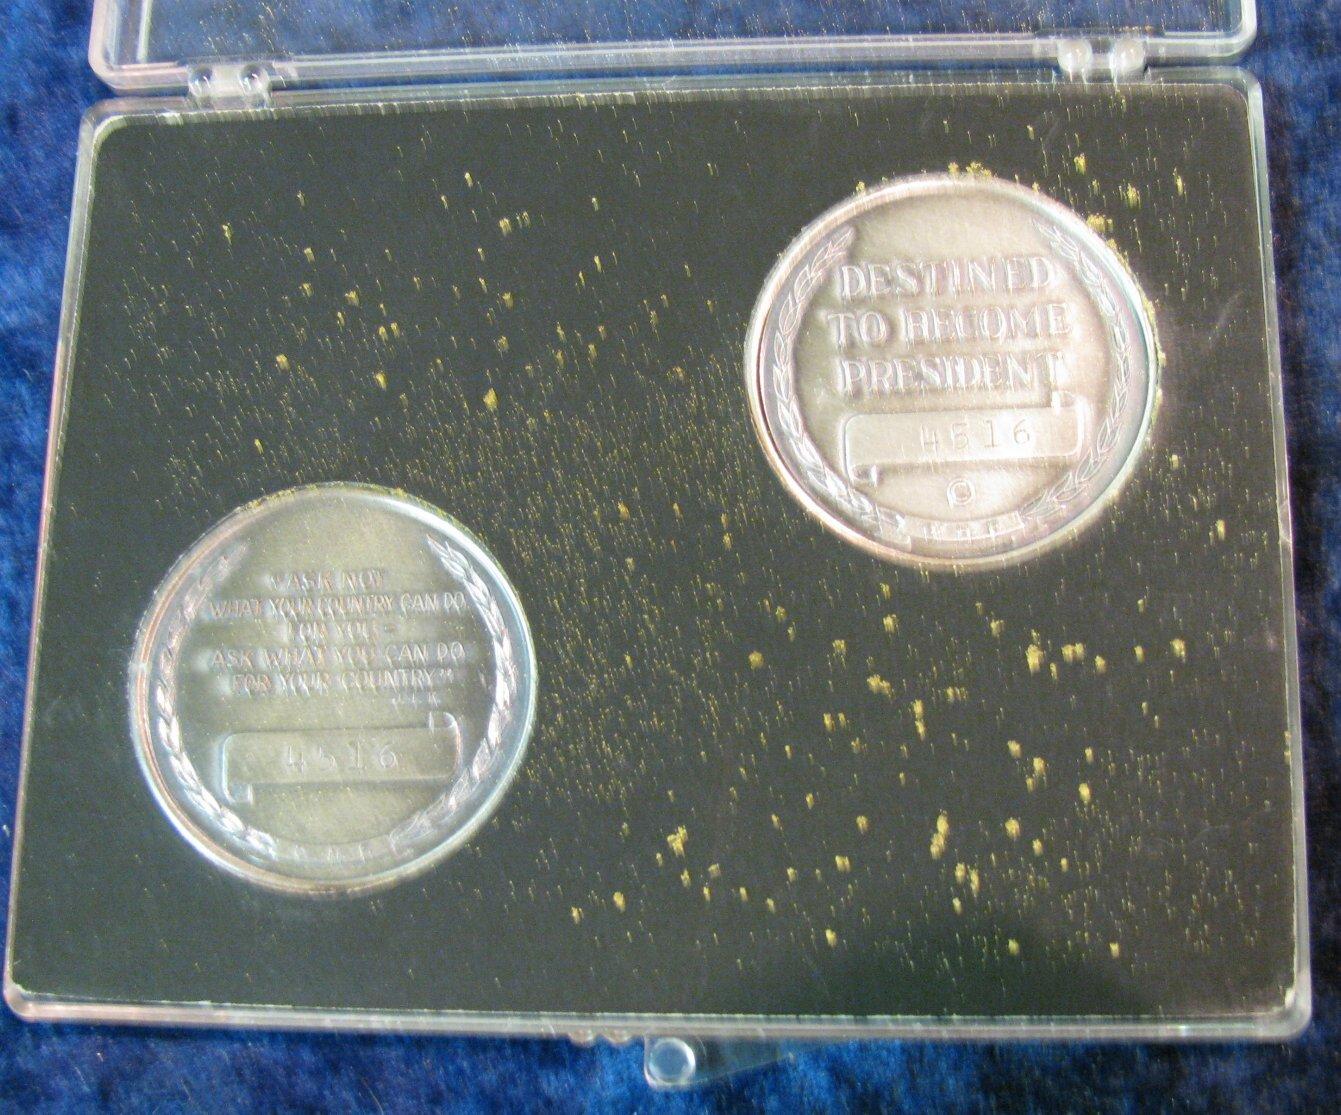 DESTINED
TO BECOME
PRESIDENT
4516
©
"ASK NOT
WHAT YOUR COUNTRY CAN DO
FOR YOU -
ASK WHAT YOU CAN DO
FOR YOUR COUNTRY"
4516